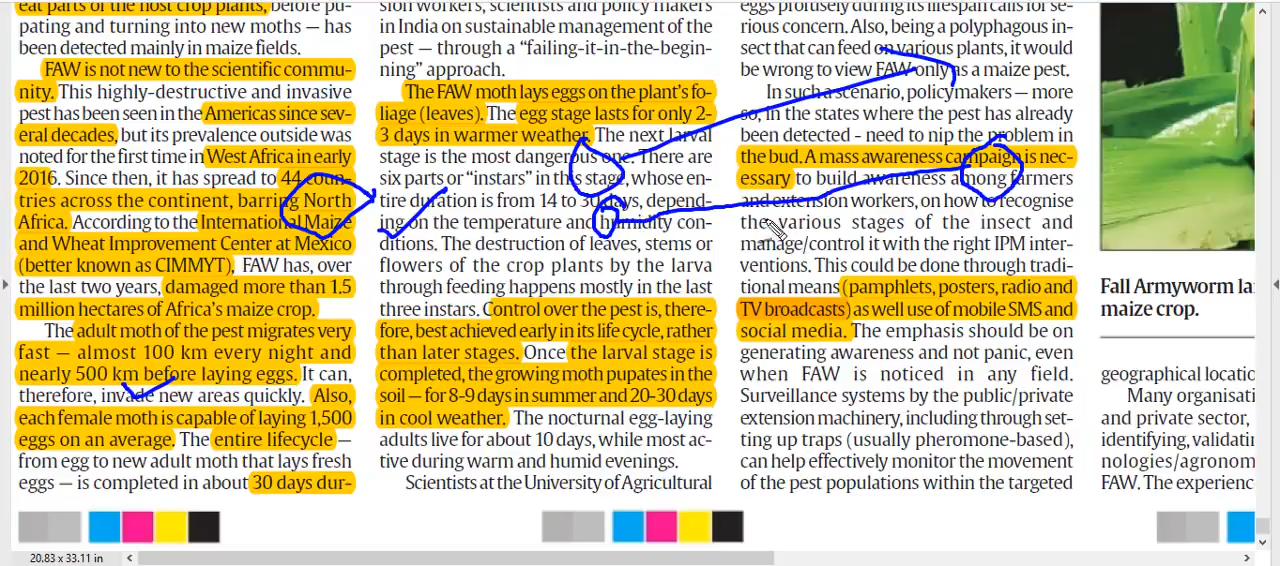 eat parts of the host crop plants, before pu-
pating and turning into new moths — has
been detected mainly in maize fields.
FAW is not new to the scientific commu-
nity. This highly-destructive and invasive
pest has been seen in the Americas since sev-
eral decades, but its prevalence outside was
noted for the first time in West Africa in early
2016. Since then, it has spread to 44 coun-
tries across the continent, barring North
Africa. According to the International Maize
and Wheat Improvement Center at Mexico
(better known as CIMMYT), FAW has, over
the last two years, damaged more than 1.5
million hectares of Africa's maize crop.
The adult moth of the pest migrates very
fast — almost 100 km every night and
nearly 500 km before laying eggs. It can,
therefore, invade new areas quickly. Also,
each female moth is capable of laying 1,500
eggs on an average. The entire lifecycle —
from egg to new adult moth that lays fresh
eggs — is completed in about 30 days dur-
sion workers, scientists and policy makers
in India on sustainable management of the
pest — through a “failing-it-in-the-begin-
ning” approach.
The FAW moth lays eggs on the plant's fo-
liage (leaves). The egg stage lasts for only 2-
3 days in warmer weather. The next larval
stage is the most dangerous one. There are
six parts or “instars” in this stage, whose en-
tire duration is from 14 to 30 days, depend-
ing on the temperature and humidity con-
ditions. The destruction of leaves, stems or
flowers of the crop plants by the larva
through feeding happens mostly in the last
three instars. Control over the pest is, there-
fore, best achieved early in its life cycle, rather
than later stages. Once the larval stage is
completed, the growing moth pupates in the
soil — for 8-9 days in summer and 20-30 days
in cool weather. The nocturnal egg-laying
adults live for about 10 days, while most ac-
tive during warm and humid evenings.
Scientists at the University of Agricultural
eggs profusely during its lifespan calls for se-
rious concern. Also, being a polyphagous in-
sect that can feed on various plants, it would
be wrong to view FAW only as a maize pest.
In such a scenario, policymakers — more
so, in the states where the pest has already
been detected - need to nip the problem in
the bud. A mass awareness campaign is nec-
essary to build awareness among farmers
and extension workers, on how to recognise
the various stages of the insect and
manage/control it with the right IPM inter-
ventions. This could be done through tradi-
tional means (pamphlets, posters, radio and
TV broadcasts) as well use of mobile SMS and
social media. The emphasis should be on
generating awareness and not panic, even
when FAW is noticed in any field.
Surveillance systems by the public/private
extension machinery, including through set-
ting up traps (usually pheromone-based),
can help effectively monitor the movement
of the pest populations within the targeted
Fall Armyworm la
maize crop.
geographical locatio
Many organisati
and private sector,
identifying, validatin
nologies/agronom
FAW. The experienc
20.83 x 33.11 in